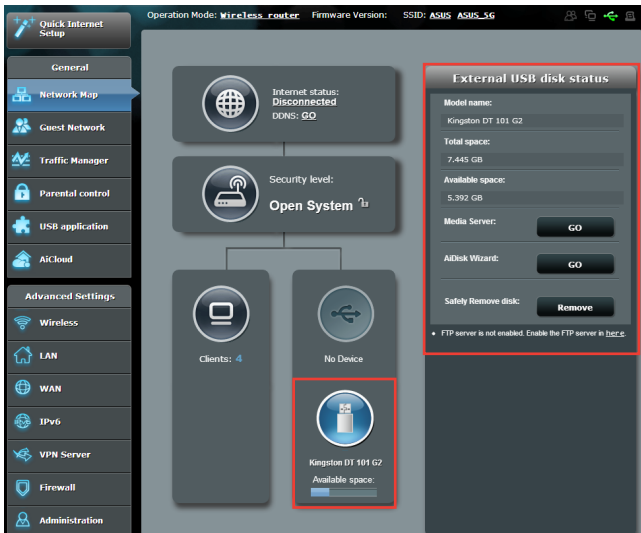 Quick Internet
Setup
Operation Mode: Wireless router Firmware Version: SSID: ASUS ASUS_5G
General
Network Map
Guest Network
Traffic Manager
Parental control
USB application
AiCloud
Advanced Settings
Wireless
LAN
WAN
IPv6
VPN Server
Firewall
Administration
Internet status:
Disconnected
DDNS: GO
Security level:
Open System
Clients: 4
No Device
Kingston DT 101 G2
Available space:
External USB disk status
Model name:
Kingston DT 101 G2
Total space:
7.445 GB
Available space:
5.392 GB
Media Server: GO
AiDisk Wizard: GO
Safely Remove disk: Remove
• FTP server is not enabled. Enable the FTP server in here.